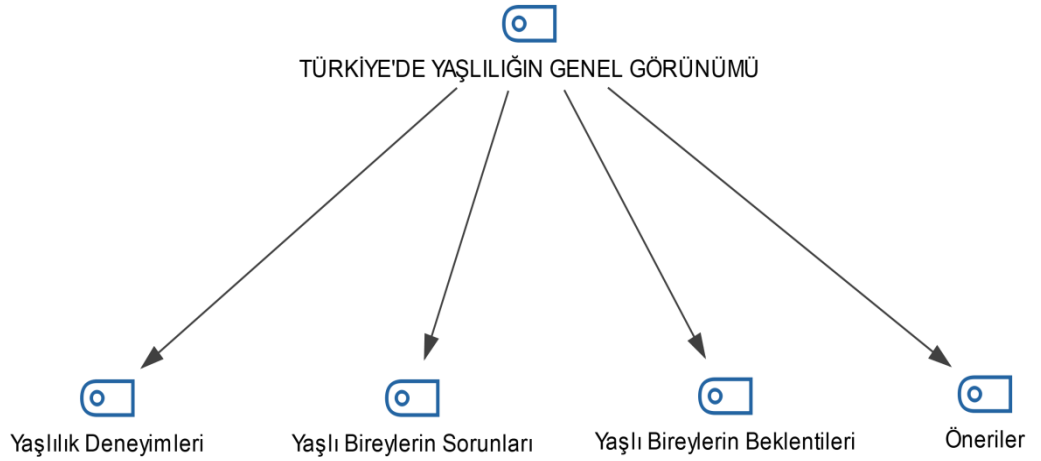 TÜRKİYE'DE YAŞLILIĞIN GENEL GÖRÜNÜMÜ
Yaşlılık Deneyimleri
Yaşlı Bireylerin Sorunları
Yaşlı Bireylerin Beklentileri
Öneriler